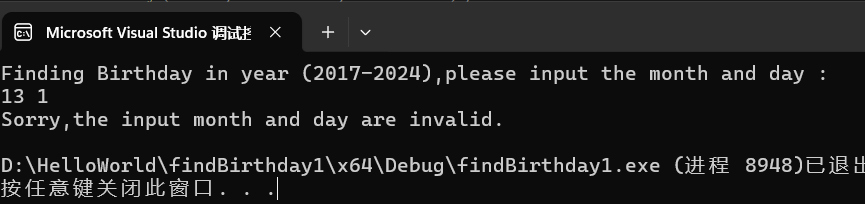 Microsoft Visual Studio 调试
Finding Birthday in year (2017-2024),please input the month and day :
13 1
Sorry,the input month and day are invalid.
D:\HelloWorld\findBirthday1\x64\Debug\findBirthday1.exe (进程 8948)已退出
按任意键关闭此窗口. . .